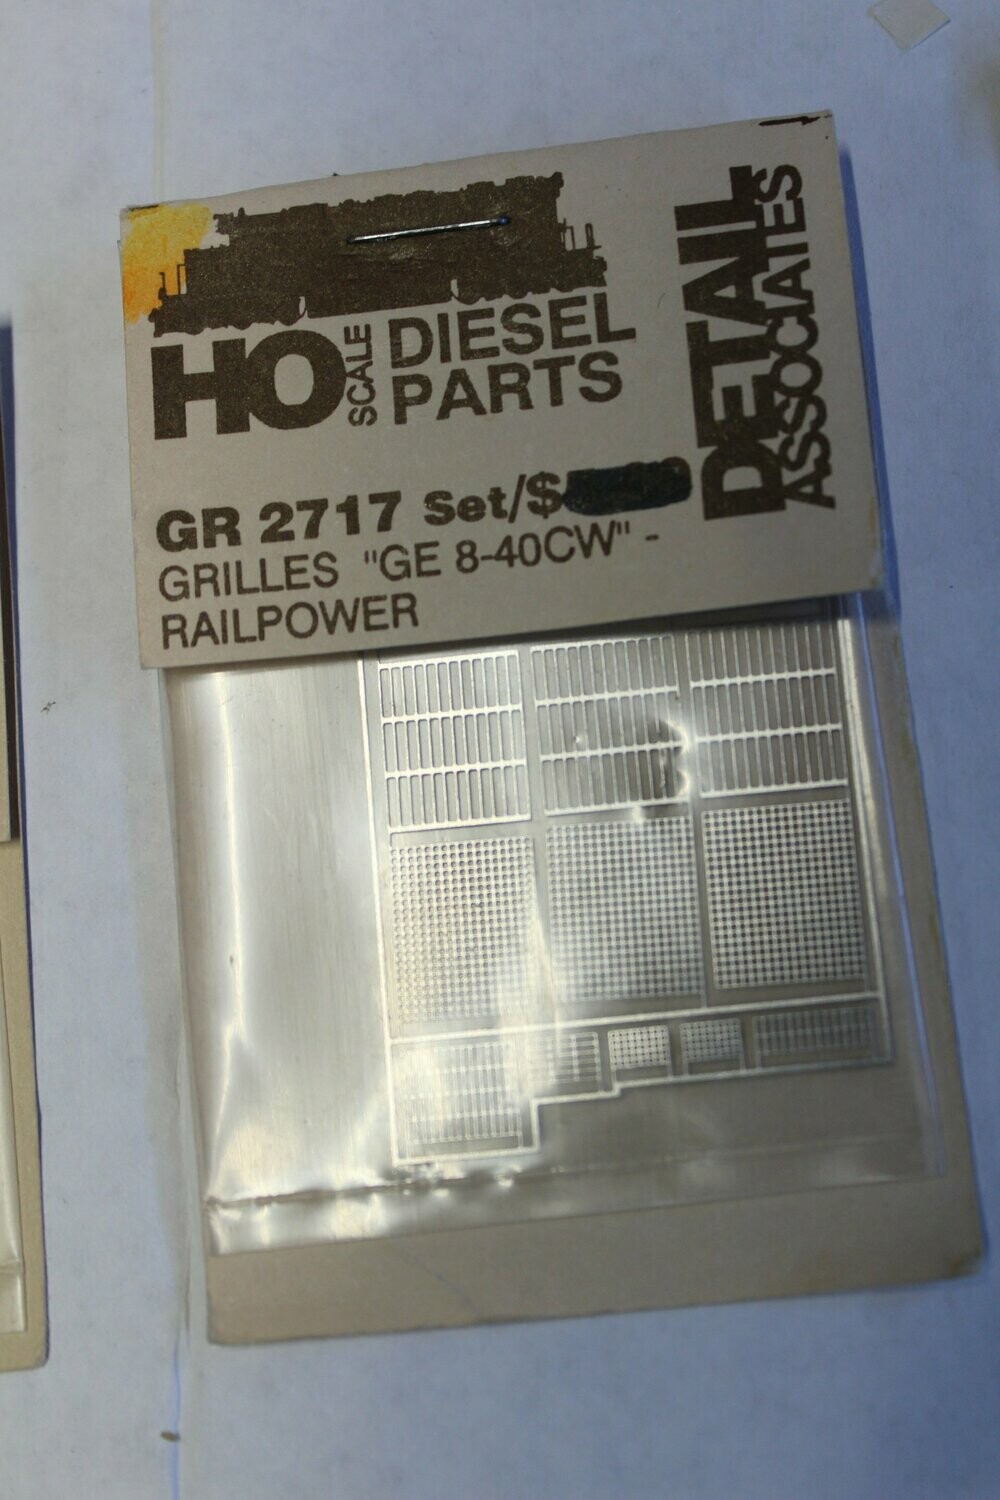 HO SCALE DIESEL
PARTS
DETAIL
ASSOCIATES
GR 2717 Set/$
GRILLES "GE 8-40CW" -
RAILPOWER